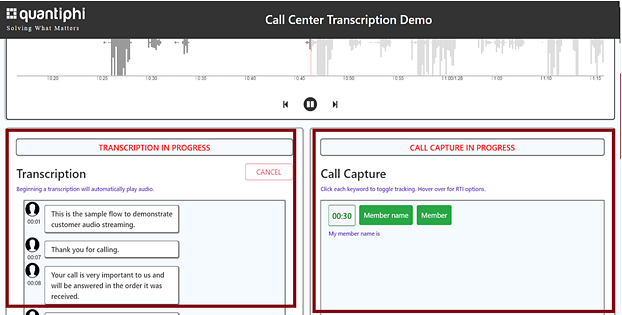 quantiphi
Solving What Matters
Call Center Transcription Demo
0:20
0:25
0:30
0:35
0:40
0:45
0:50
0:55
1:00/1:28
1:05
1:10
1:15
TRANSCRIPTION IN PROGRESS
Transcription
CANCEL
Beginning a transcription will automatically play audio.
00:01
This is the sample flow to demonstrate
customer audio streaming.
00:07
Thank you for calling.
00:08
Your call is very important to us and
will be answered in the order it was
received.
CALL CAPTURE IN PROGRESS
Call Capture
Click each keyword to toggle tracking. Hover over for RTI options.
00:30
Member name
Member
My member name is